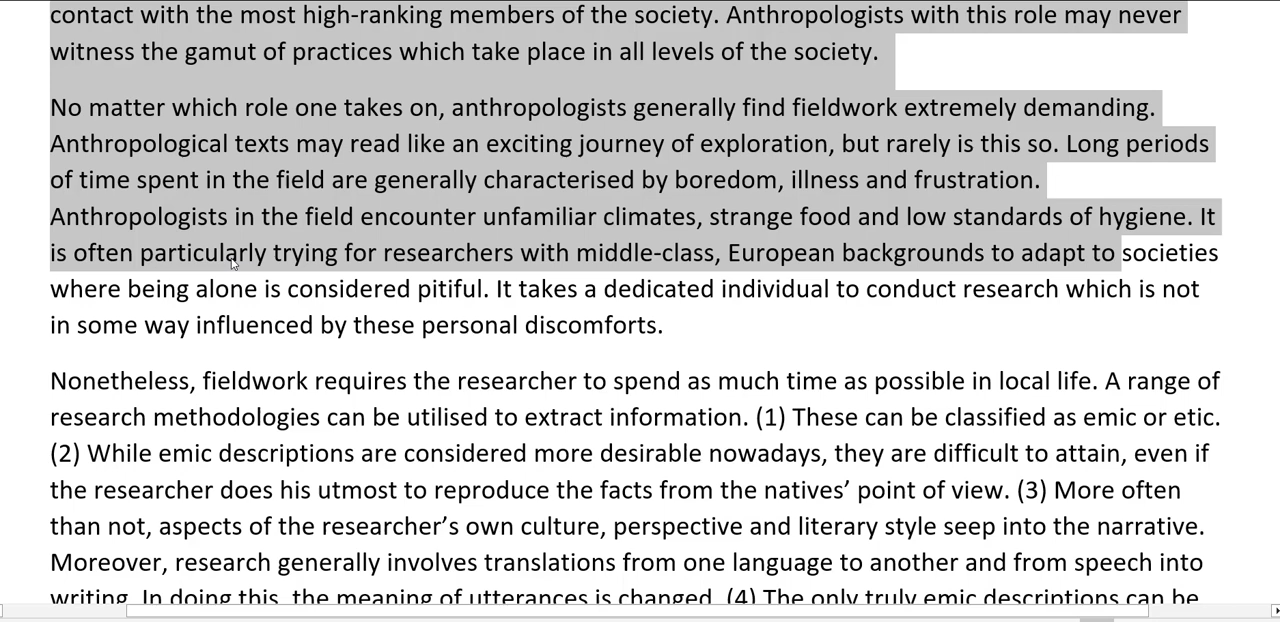 contact with the most high-ranking members of the society. Anthropologists with this role may never
witness the gamut of practices which take place in all levels of the society.
No matter which role one takes on, anthropologists generally find fieldwork extremely demanding.
Anthropological texts may read like an exciting journey of exploration, but rarely is this so. Long periods
of time spent in the field are generally characterised by boredom, illness and frustration.
Anthropologists in the field encounter unfamiliar climates, strange food and low standards of hygiene. It
is often particularly trying for researchers with middle-class, European backgrounds to adapt to societies
where being alone is considered pitiful. It takes a dedicated individual to conduct research which is not
in some way influenced by these personal discomforts.
Nonetheless, fieldwork requires the researcher to spend as much time as possible in local life. A range of
research methodologies can be utilised to extract information. (1) These can be classified as emic or etic.
(2) While emic descriptions are considered more desirable nowadays, they are difficult to attain, even if
the researcher does his utmost to reproduce the facts from the natives’ point of view. (3) More often
than not, aspects of the researcher’s own culture, perspective and literary style seep into the narrative.
Moreover, research generally involves translations from one language to another and from speech into
writing. In doing this, the meaning of utterances is changed. (4) The only truly emic descriptions can be